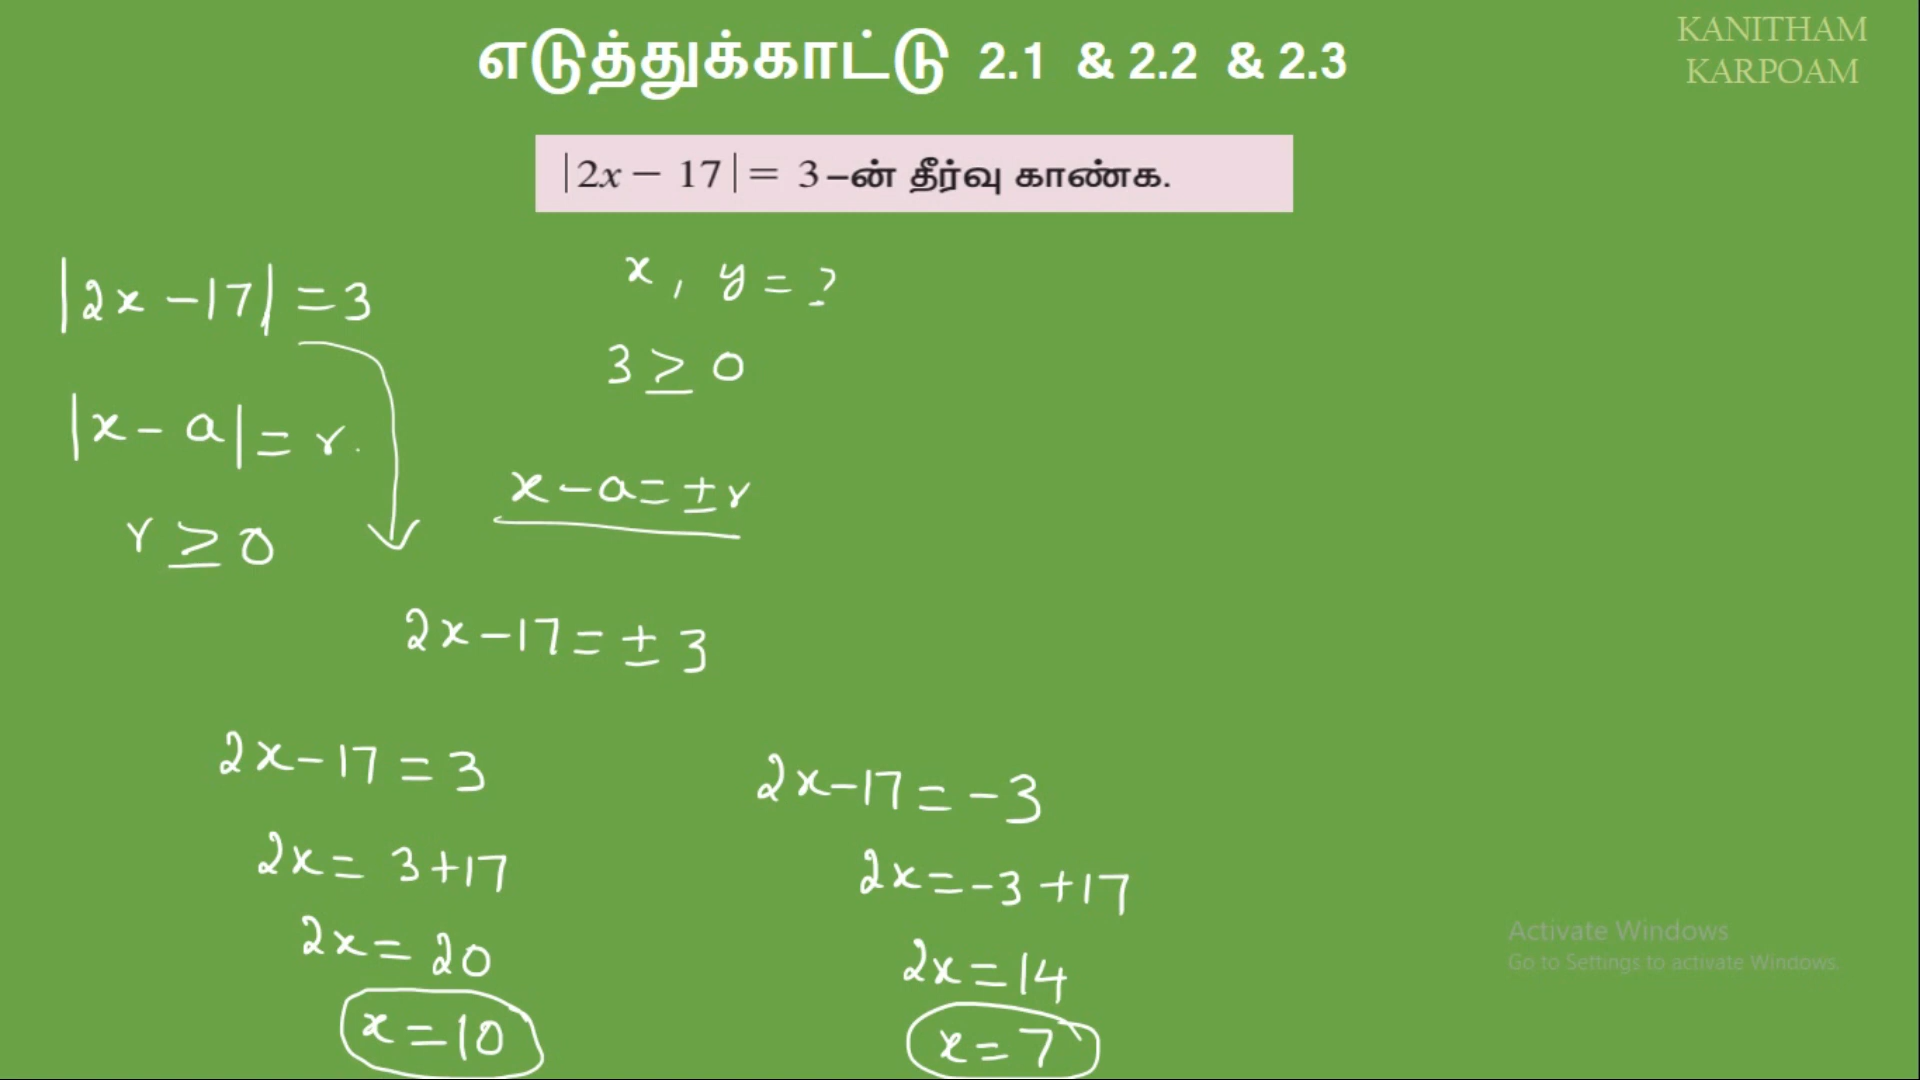 எடுத்துக்காட்டு 2.1 & 2.2 & 2.3
KANITHAM
KARPOAM
|2x − 17| = 3−ன் தீர்வு காண்க.
|2x − 17| = 3
x, y = ?
3 ≥ 0
|x − a| = r.
r ≥ 0
x − a = ± r
2x − 17 = ± 3
2x − 17 = 3
2x = 3 + 17
2x = 20
x = 10
2x − 17 = −3
2x = −3 + 17
2x = 14
x = 7
Activate Windows
Go to Settings to activate Windows.